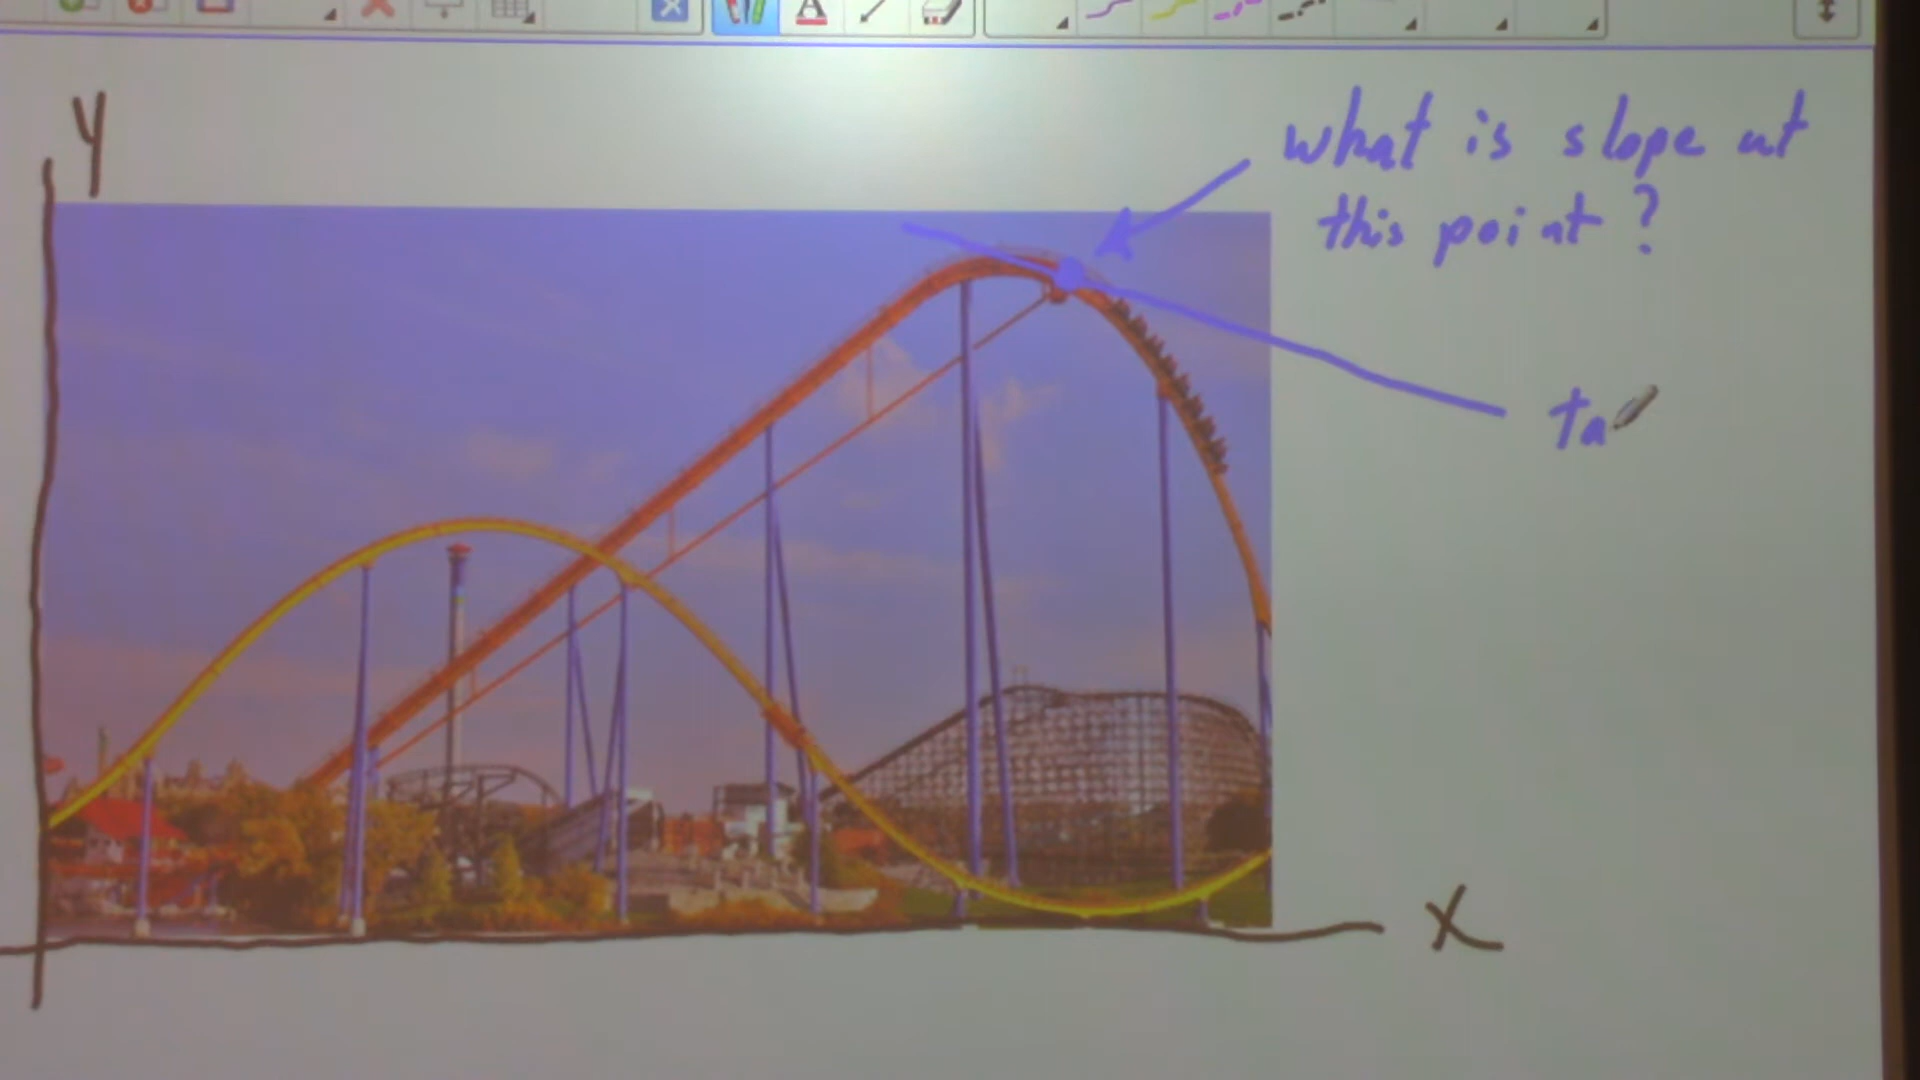 y
what is slope at
this point?
ta
x